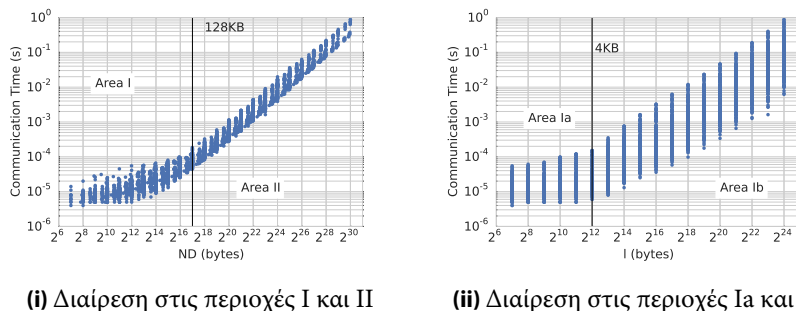 10^0
10^-1
10^-2
10^-3
10^-4
10^-5
10^-6
Communication Time (s)
128KB
Area I
Area II
2^6 2^8 2^10 2^12 2^14 2^16 2^18 2^20 2^22 2^24 2^26 2^28 2^30
ND (bytes)
(i) Διαίρεση στις περιοχές I και II
10^0
10^-1
10^-2
10^-3
10^-4
10^-5
10^-6
Communication Time (s)
4KB
Area Ia
Area Ib
2^6 2^8 2^10 2^12 2^14 2^16 2^18 2^20 2^22 2^24
l (bytes)
(ii) Διαίρεση στις περιοχές Ia και